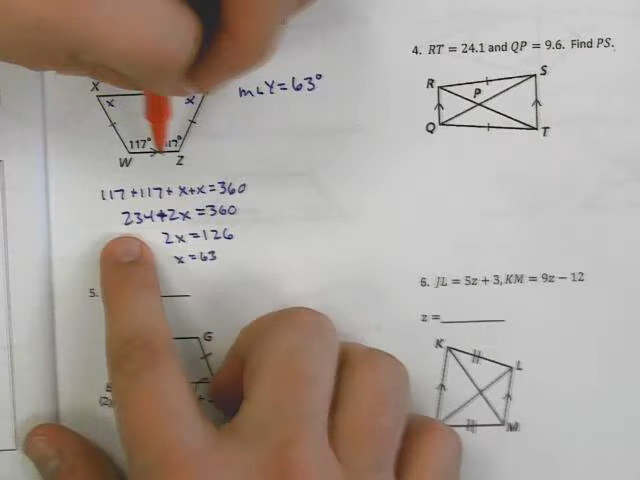 X
x
x
m∠Y=63°
117°
117°
W
Z
117+117+x+x=360
234+2x=360
2x=126
x=63
4. RT = 24.1 and QP = 9.6. Find PS.
R
S
P
Q
T
5.
G
(2
6. JL = 5z + 3, KM = 9z − 12
z =
K
L
M